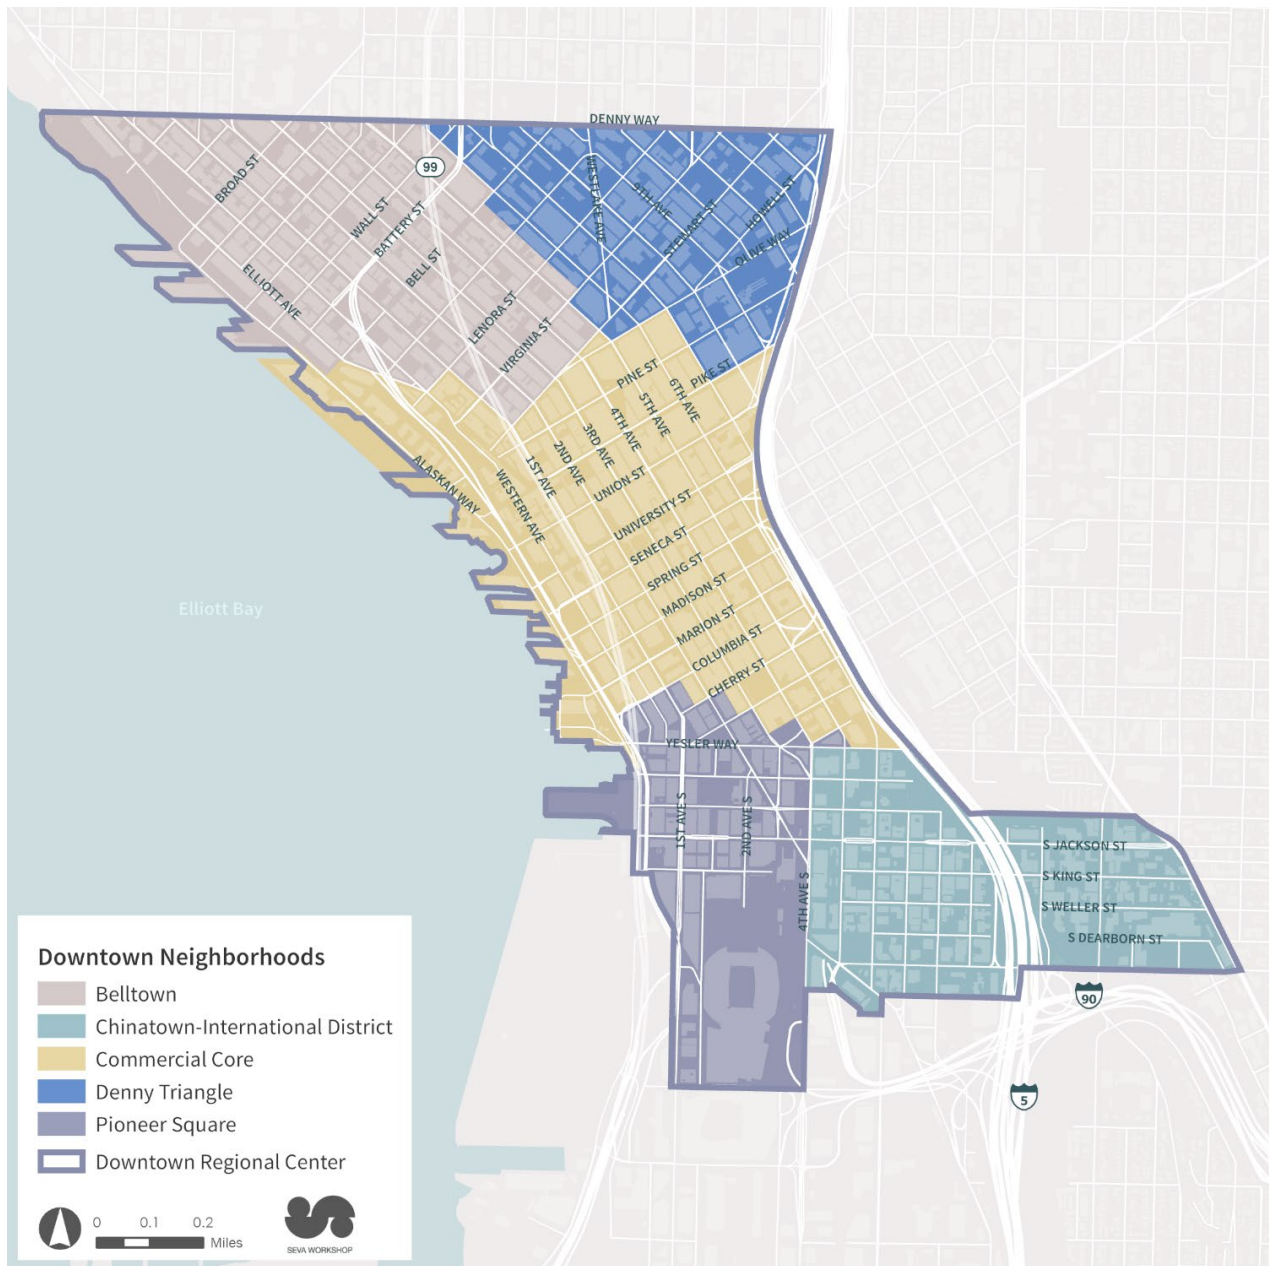 DENNY WAY
99
BROAD ST
WALL ST
BATTERY ST
BELL ST
ELLIOTT AVE
LENORA ST
VIRGINIA ST
WESTLAKE AVE
9TH AVE
STEWART ST
HOWELL ST
OLIVE WAY
PINE ST
PIKE ST
6TH AVE
5TH AVE
4TH AVE
3RD AVE
2ND AVE
1ST AVE
WESTERN AVE
ALASKAN WAY
UNION ST
UNIVERSITY ST
SENECA ST
SPRING ST
MADISON ST
MARION ST
COLUMBIA ST
CHERRY ST
Elliott Bay
YESLER WAY
1ST AVE S
2ND AVE S
4TH AVE S
S JACKSON ST
S KING ST
S WELLER ST
S DEARBORN ST
90
5
Downtown Neighborhoods
Belltown
Chinatown-International District
Commercial Core
Denny Triangle
Pioneer Square
Downtown Regional Center
0 0.1 0.2
Miles
SEVA WORKSHOP